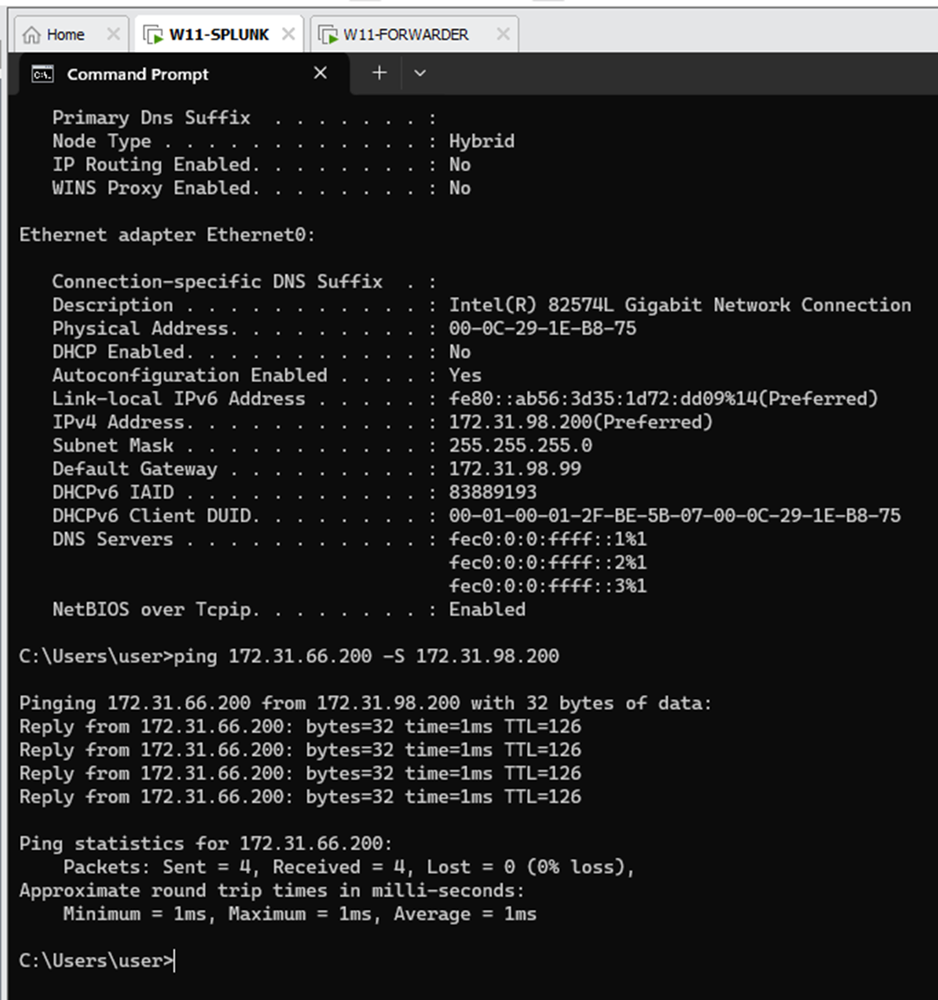 Home
W11-SPLUNK
W11-FORWARDER
Command Prompt
Primary Dns Suffix  . . . . . . . :
Node Type . . . . . . . . . . . . : Hybrid
IP Routing Enabled. . . . . . . . : No
WINS Proxy Enabled. . . . . . . . : No
Ethernet adapter Ethernet0:
Connection-specific DNS Suffix  . :
Description . . . . . . . . . . . : Intel(R) 82574L Gigabit Network Connection
Physical Address. . . . . . . . . : 00-0C-29-1E-B8-75
DHCP Enabled. . . . . . . . . . . : No
Autoconfiguration Enabled . . . . : Yes
Link-local IPv6 Address . . . . . : fe80::ab56:3d35:1d72:dd09%14(Preferred)
IPv4 Address. . . . . . . . . . . : 172.31.98.200(Preferred)
Subnet Mask . . . . . . . . . . . : 255.255.255.0
Default Gateway . . . . . . . . . : 172.31.98.99
DHCPv6 IAID . . . . . . . . . . . : 83889193
DHCPv6 Client DUID. . . . . . . . : 00-01-00-01-2F-BE-5B-07-00-0C-29-1E-B8-75
DNS Servers . . . . . . . . . . . : fec0:0:0:ffff::1%1
fec0:0:0:ffff::2%1
fec0:0:0:ffff::3%1
NetBIOS over Tcpip. . . . . . . . : Enabled
C:\Users\user>ping 172.31.66.200 -S 172.31.98.200
Pinging 172.31.66.200 from 172.31.98.200 with 32 bytes of data:
Reply from 172.31.66.200: bytes=32 time=1ms TTL=126
Reply from 172.31.66.200: bytes=32 time=1ms TTL=126
Reply from 172.31.66.200: bytes=32 time=1ms TTL=126
Reply from 172.31.66.200: bytes=32 time=1ms TTL=126
Ping statistics for 172.31.66.200:
Packets: Sent = 4, Received = 4, Lost = 0 (0% loss),
Approximate round trip times in milli-seconds:
Minimum = 1ms, Maximum = 1ms, Average = 1ms
C:\Users\user>